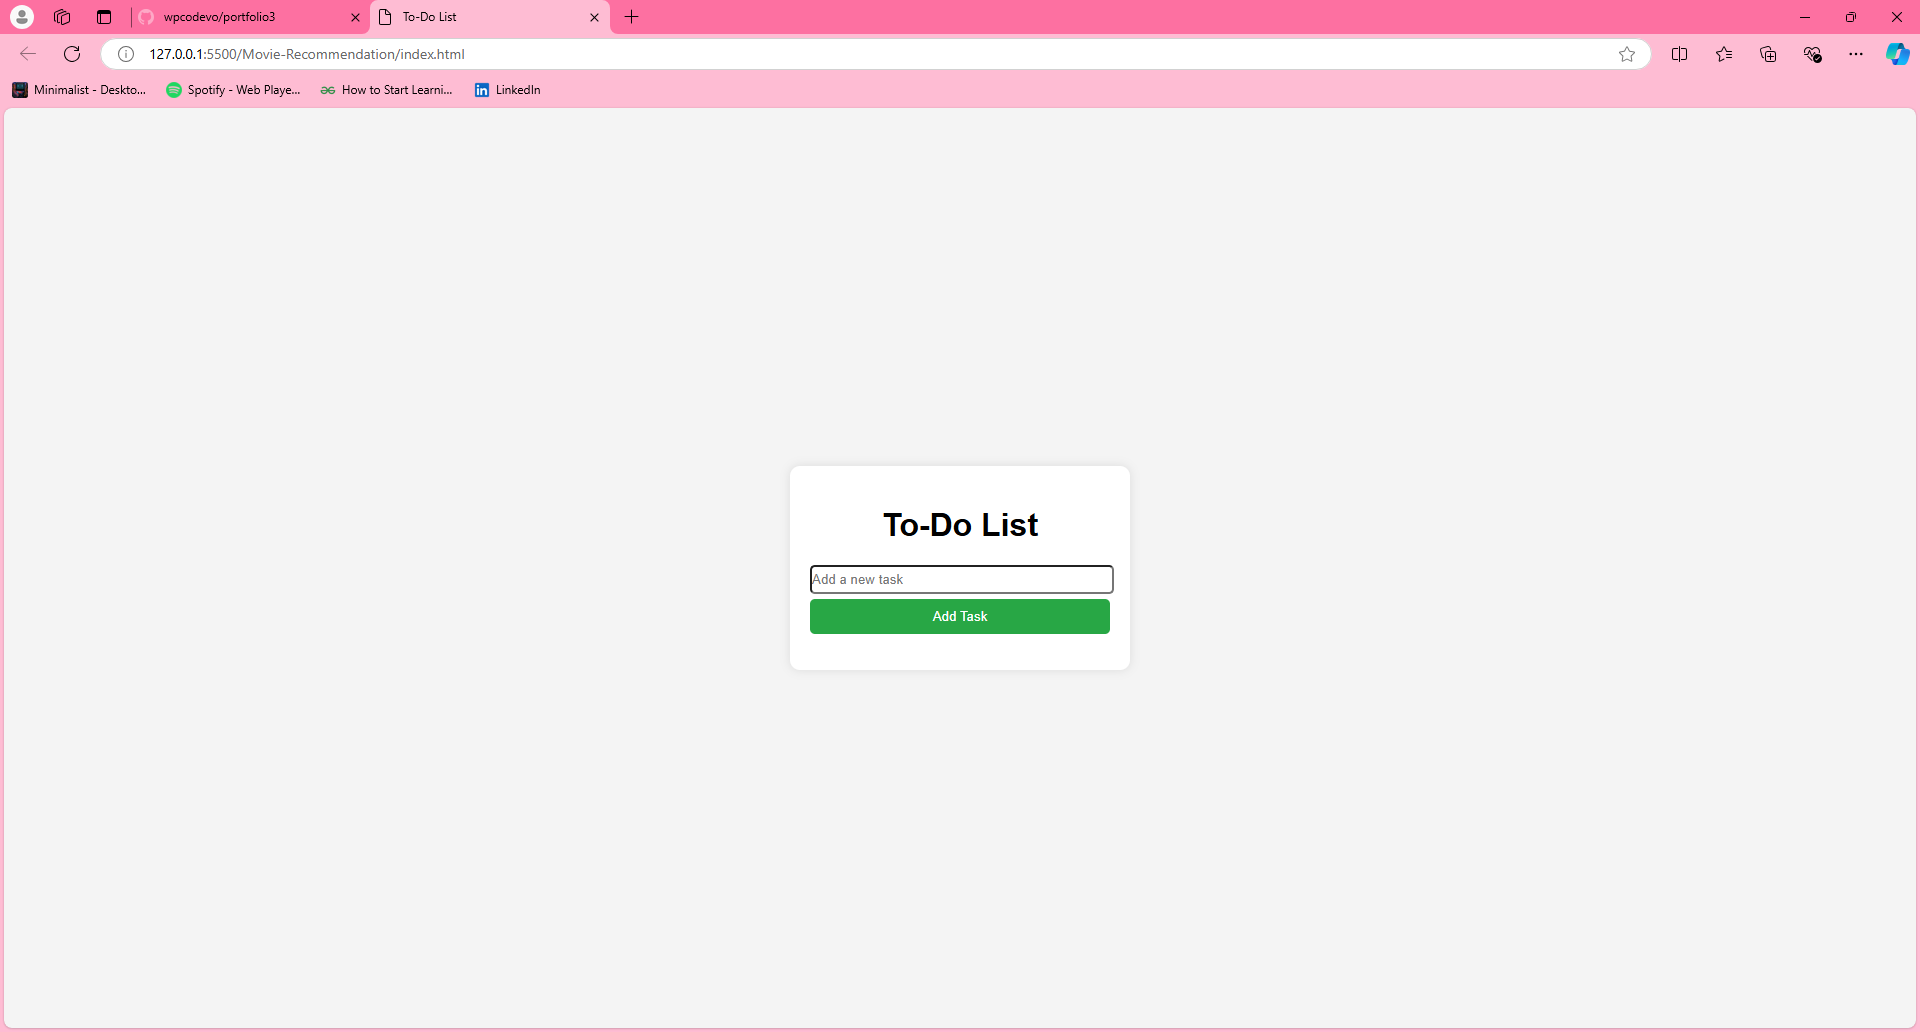 wpcodevo/portfolio3
To-Do List
127.0.0.1:5500/Movie-Recommendation/index.html
Minimalist - Deskto...
Spotify - Web Playe...
How to Start Learni...
LinkedIn
To-Do List
Add a new task
Add Task